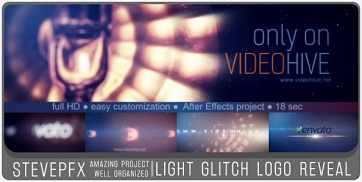 only on
VIDEOHIVE
www.videohive.net
full HD ● easy customization ● After Effects project ● 18 sec
VIDEOHIVE
envato
STEVEPFX
AMAZING PROJECT
WELL ORGANIZED
LIGHT GLITCH LOGO REVEAL